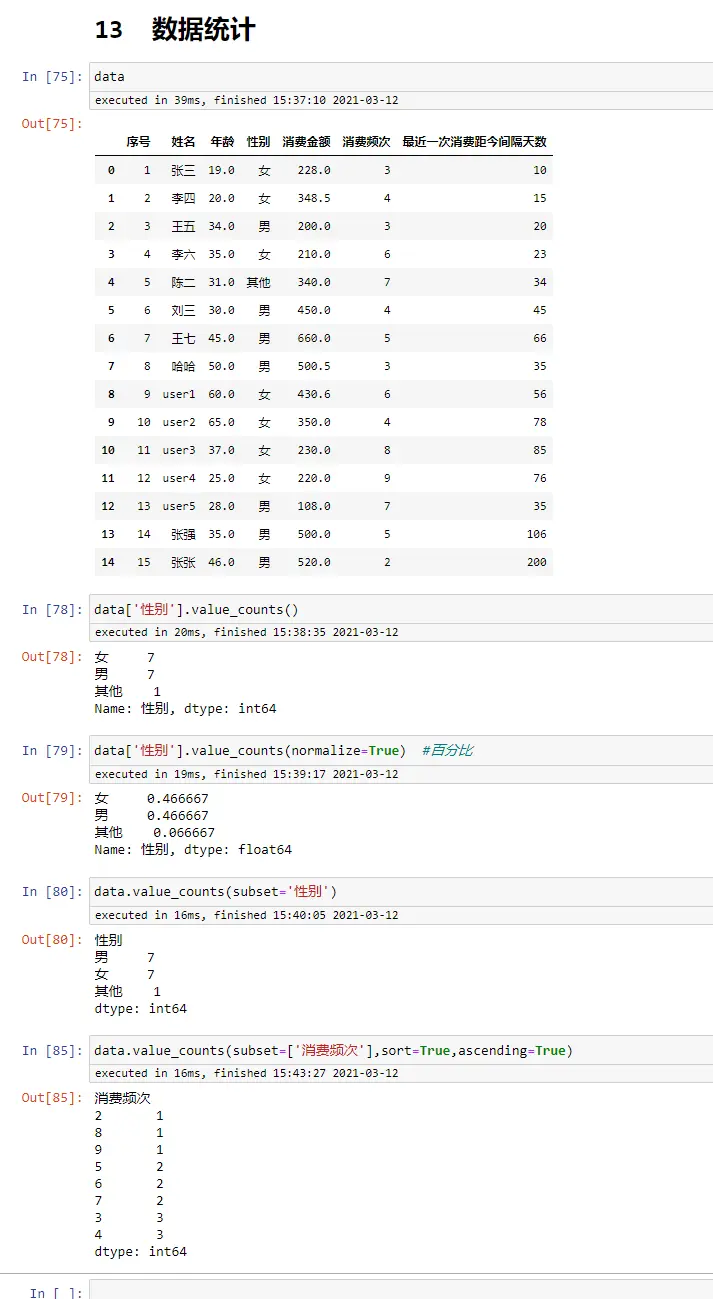 13 数据统计
In [75]: data
executed in 39ms, finished 15:37:10 2021-03-12
Out[75]:
序号 姓名 年龄 性别 消费金额 消费频次 最近一次消费距今间隔天数
0 1 张三 19.0 女 228.0 3 10
1 2 李四 20.0 女 348.5 4 15
2 3 王五 34.0 男 200.0 3 20
3 4 李六 35.0 女 210.0 6 23
4 5 陈二 31.0 其他 340.0 7 34
5 6 刘三 30.0 男 450.0 4 45
6 7 王七 45.0 男 660.0 5 66
7 8 哈哈 50.0 男 500.5 3 35
8 9 user1 60.0 女 430.6 6 56
9 10 user2 65.0 女 350.0 4 78
10 11 user3 37.0 女 230.0 8 85
11 12 user4 25.0 女 220.0 9 76
12 13 user5 28.0 男 108.0 7 35
13 14 张强 35.0 男 500.0 5 106
14 15 张张 46.0 男 520.0 2 200
In [78]: data['性别'].value_counts()
executed in 20ms, finished 15:38:35 2021-03-12
Out[78]: 女 7
男 7
其他 1
Name: 性别, dtype: int64
In [79]: data['性别'].value_counts(normalize=True) #百分比
executed in 19ms, finished 15:39:17 2021-03-12
Out[79]: 女 0.466667
男 0.466667
其他 0.066667
Name: 性别, dtype: float64
In [80]: data.value_counts(subset='性别')
executed in 16ms, finished 15:40:05 2021-03-12
Out[80]: 性别
男 7
女 7
其他 1
dtype: int64
In [85]: data.value_counts(subset=['消费频次'],sort=True,ascending=True)
executed in 16ms, finished 15:43:27 2021-03-12
Out[85]: 消费频次
2 1
8 1
9 1
5 2
6 2
7 2
3 3
4 3
dtype: int64
In [ ]: